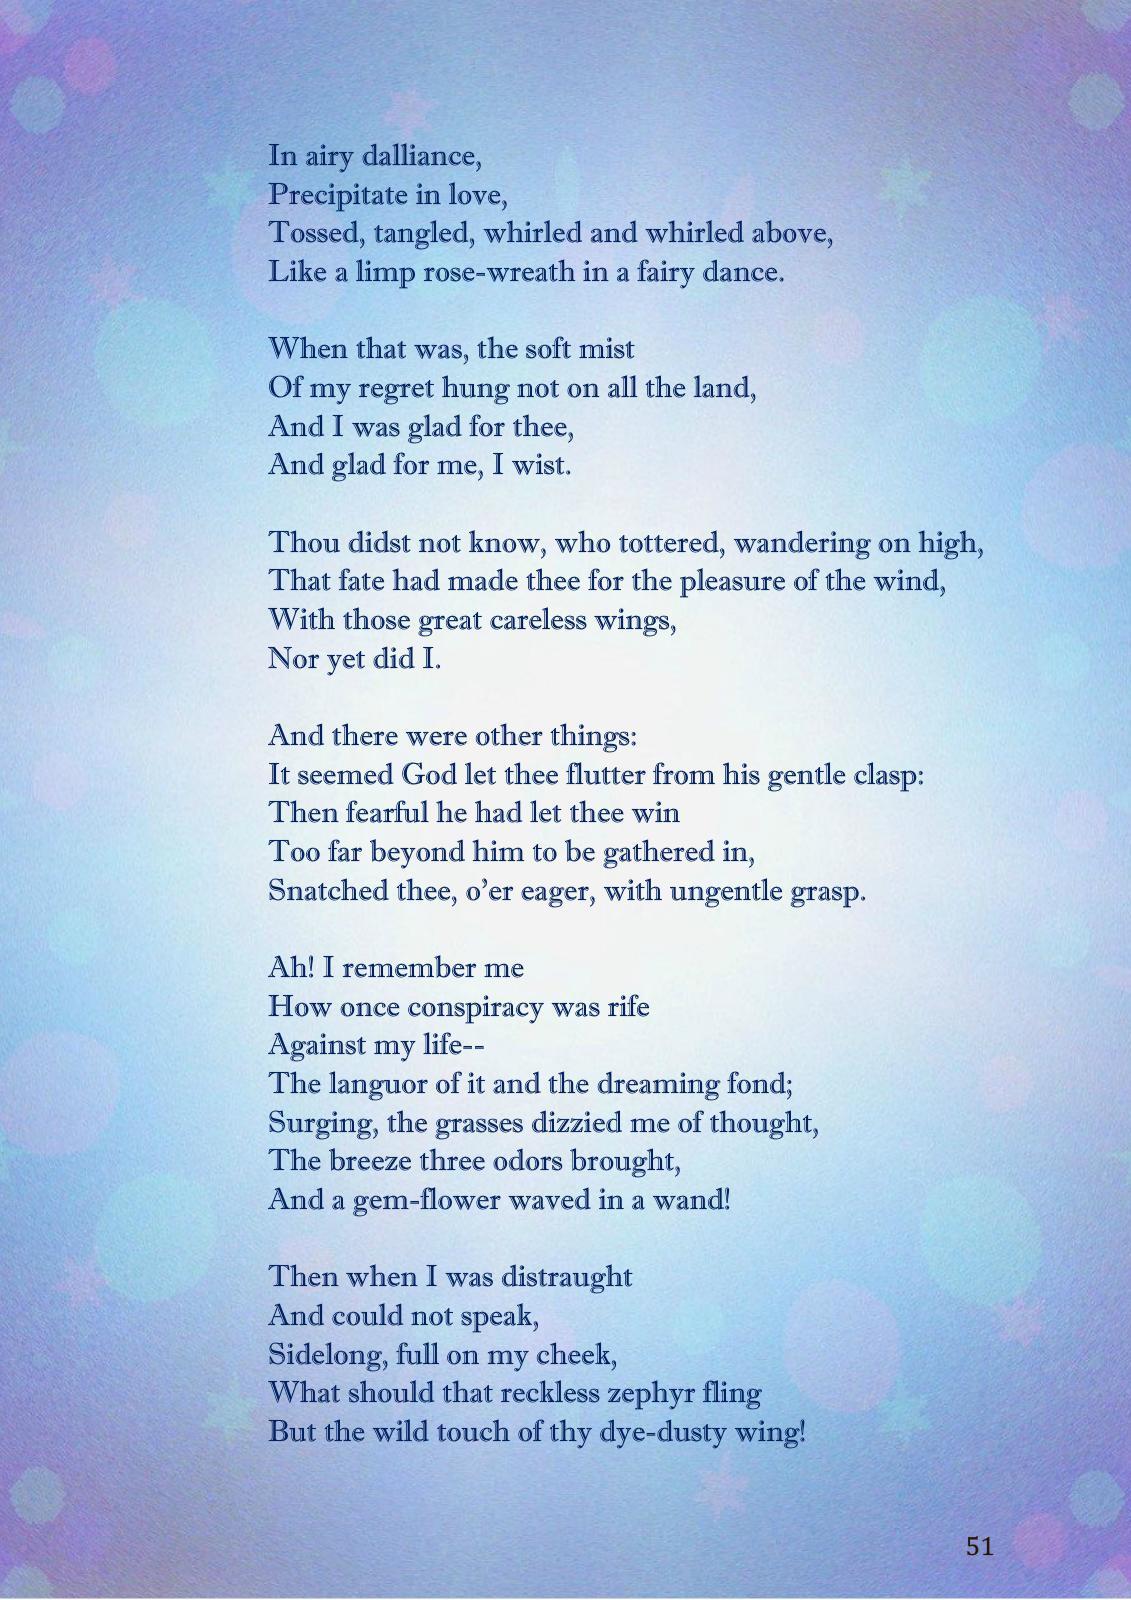 In airy dalliance,
Precipitate in love,
Tossed, tangled, whirled and whirled above,
Like a limp rose-wreath in a fairy dance.

When that was, the soft mist
Of my regret hung not on all the land,
And I was glad for thee,
And glad for me, I wist.

Thou didst not know, who tottered, wandering on high,
That fate had made thee for the pleasure of the wind,
With those great careless wings,
Nor yet did I.

And there were other things:
It seemed God let thee flutter from his gentle clasp:
Then fearful he had let thee win
Too far beyond him to be gathered in,
Snatched thee, o’er eager, with ungentle grasp.

Ah! I remember me
How once conspiracy was rife
Against my life--
The languor of it and the dreaming fond;
Surging, the grasses dizzied me of thought,
The breeze three odors brought,
And a gem-flower waved in a wand!

Then when I was distraught
And could not speak,
Sidelong, full on my cheek,
What should that reckless zephyr fling
But the wild touch of thy dye-dusty wing!

51